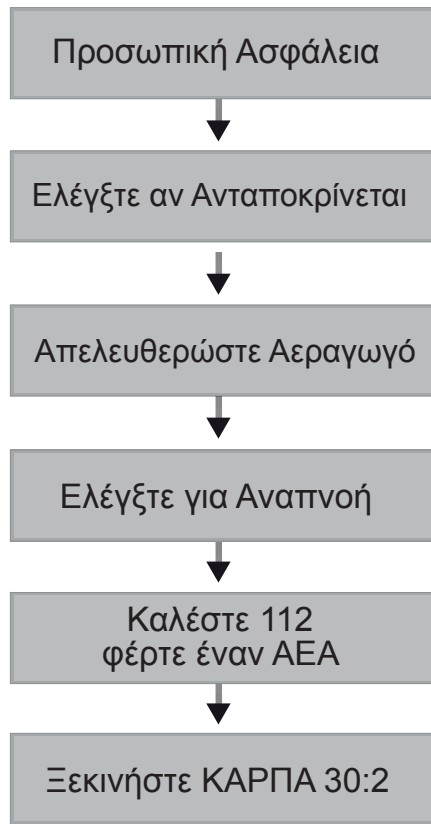 Προσωπική Ασφάλεια
Ελέγξτε αν Ανταποκρίνεται
Απελευθερώστε Αεραγωγό
Ελέγξτε για Αναπνοή
Καλέστε 112
φέρτε έναν ΑΕΑ
Ξεκινήστε ΚΑΡΠΑ 30:2